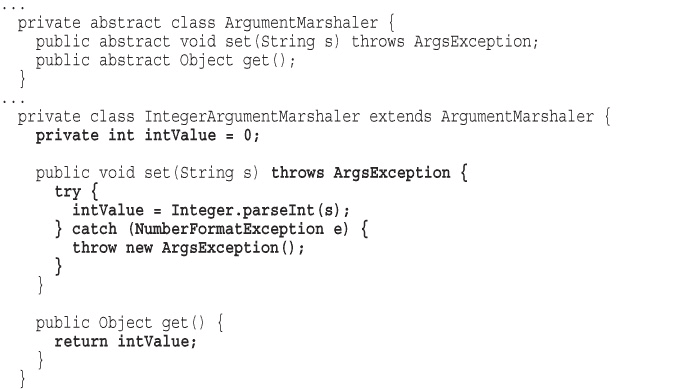 ...
  private abstract class ArgumentMarshaler {
    public abstract void set(String s) throws ArgsException;
    public abstract Object get();
  }
...
  private class IntegerArgumentMarshaler extends ArgumentMarshaler {
    private int intValue = 0;

    public void set(String s) throws ArgsException {
      try {
        intValue = Integer.parseInt(s);
      } catch (NumberFormatException e) {
        throw new ArgsException();
      }
    }

    public Object get() {
      return intValue;
    }
  }